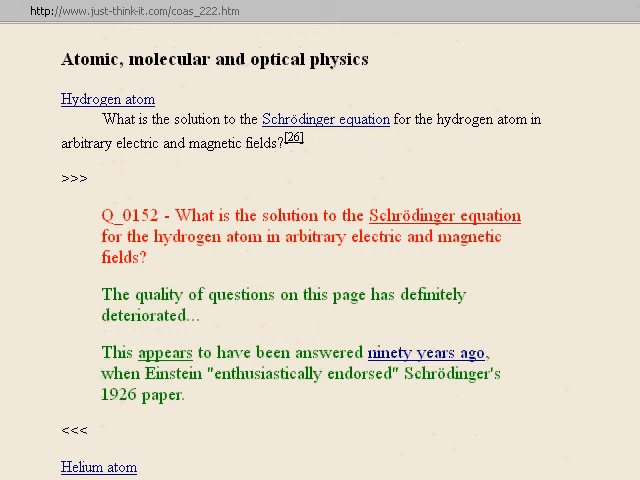 http://www.just-think-it.com/coas_222.htm
Atomic, molecular and optical physics
Hydrogen atom
What is the solution to the Schrödinger equation for the hydrogen atom in
arbitrary electric and magnetic fields?[26]
>>>
Q_0152 - What is the solution to the Schrödinger equation
for the hydrogen atom in arbitrary electric and magnetic
fields?
The quality of questions on this page has definitely
deteriorated...
This appears to have been answered ninety years ago,
when Einstein "enthusiastically endorsed" Schrödinger's
1926 paper.
<<<
Helium atom